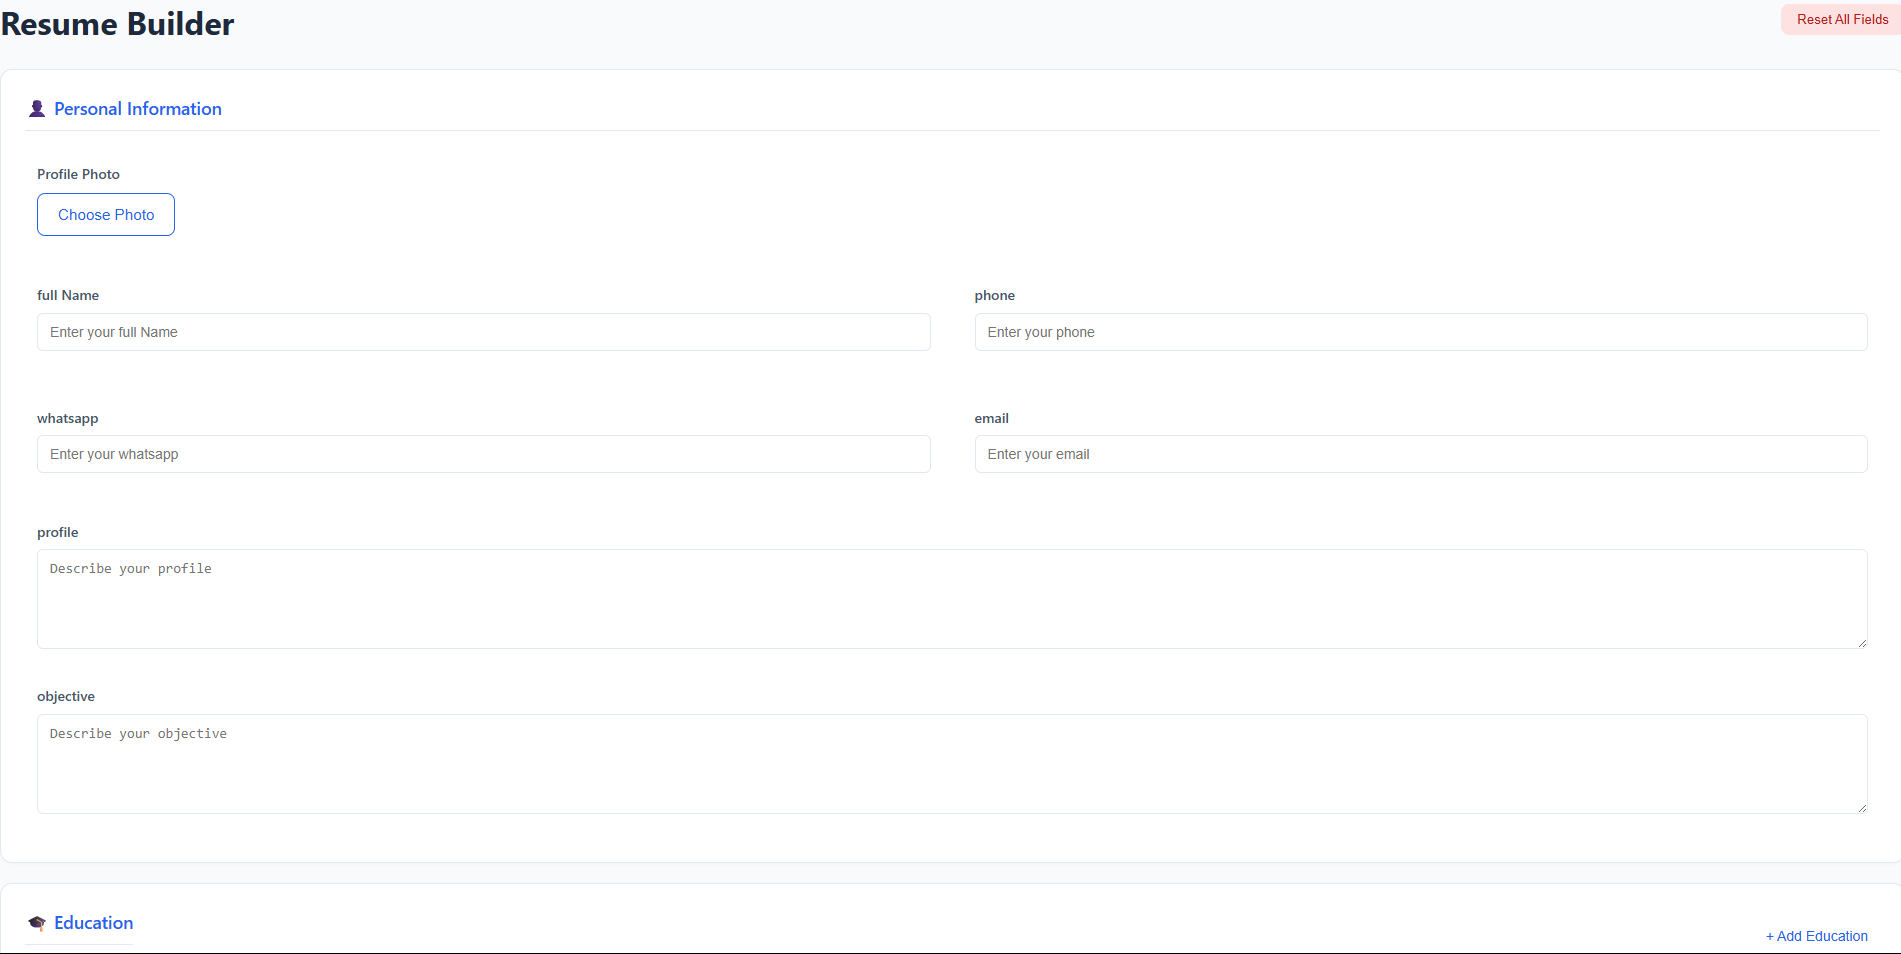 Resume Builder
Reset All Fields
Personal Information
Profile Photo
Choose Photo
full Name
phone
Enter your full Name
Enter your phone
whatsapp
email
Enter your whatsapp
Enter your email
profile
Describe your profile
objective
Describe your objective
Education
+ Add Education